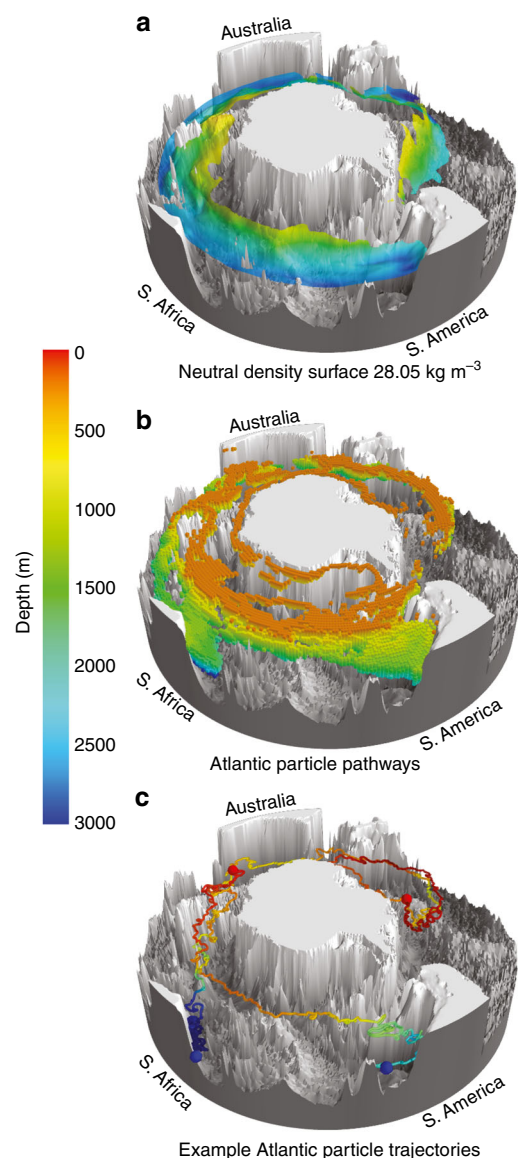 a
Australia
S. Africa
S. America
Neutral density surface 28.05 kg m⁻³
Depth (m)
0
500
1000
1500
2000
2500
3000
b
Australia
S. Africa
S. America
Atlantic particle pathways
c
Australia
S. Africa
S. America
Example Atlantic particle trajectories